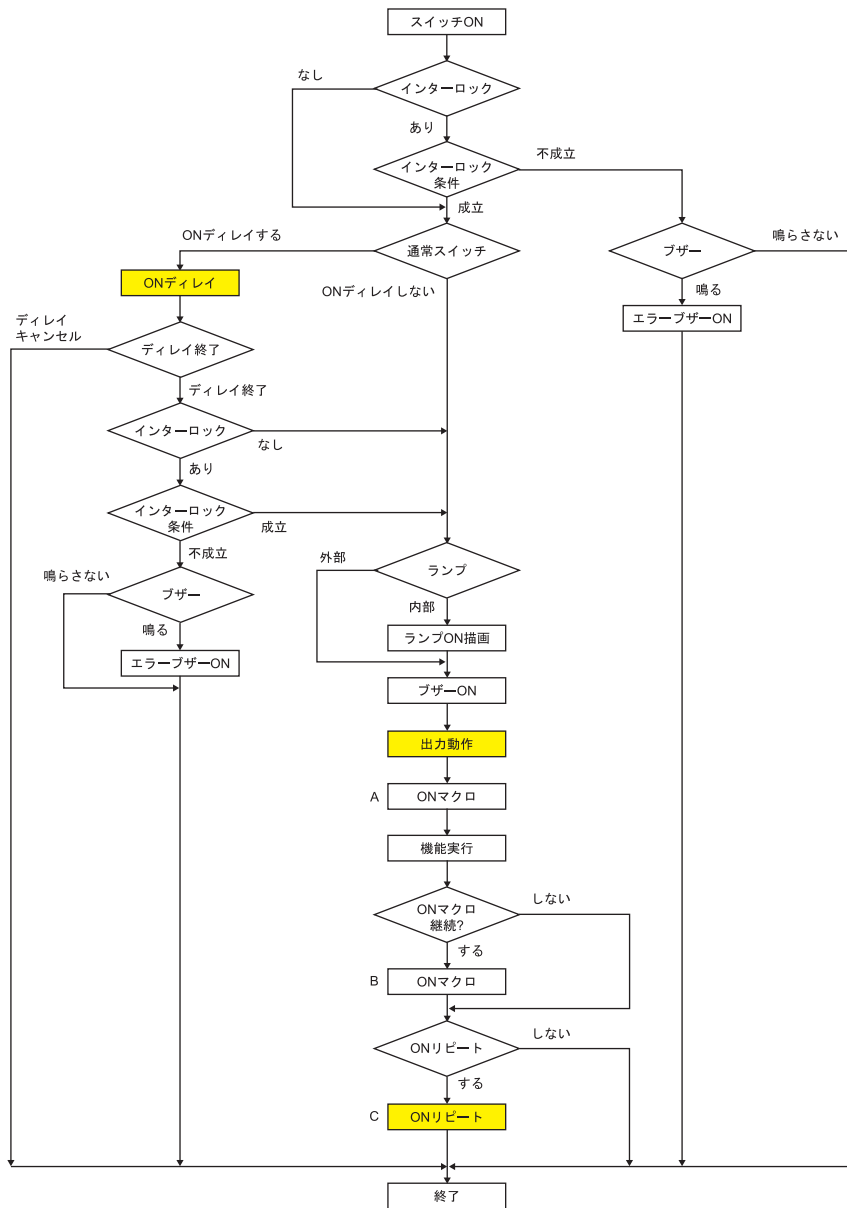 スイッチON
なし
インターロック
あり
インターロック
条件
不成立
成立
ONディレイする
通常スイッチ
ブザー
鳴らさない
ONディレイ
ONディレイしない
鳴る
エラーブザーON
ディレイ
キャンセル
ディレイ終了
ディレイ終了
インターロック
なし
あり
インターロック
条件
成立
不成立
外部
ランプ
内部
鳴らさない
ブザー
鳴る
エラーブザーON
ランプON描画
ブザーON
出力動作
A
ONマクロ
機能実行
ONマクロ
継続?
しない
する
B
ONマクロ
ONリピート
しない
する
C
ONリピート
終了